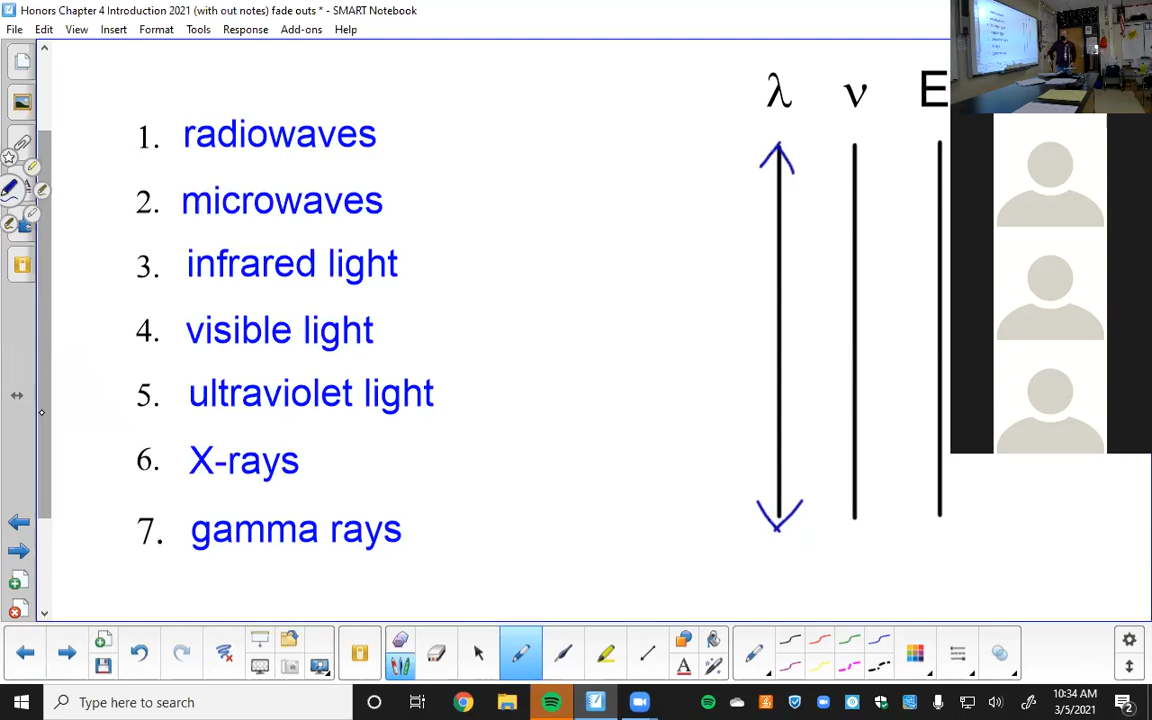 Honors Chapter 4 Introduction 2021 (with out notes) fade outs * - SMART Notebook
File Edit View Insert Format Tools Response Add-ons Help
λ ν E
1. radiowaves
2. microwaves
3. infrared light
4. visible light
5. ultraviolet light
6. X-rays
7. gamma rays
Type here to search
10:34 AM
3/5/2021
2